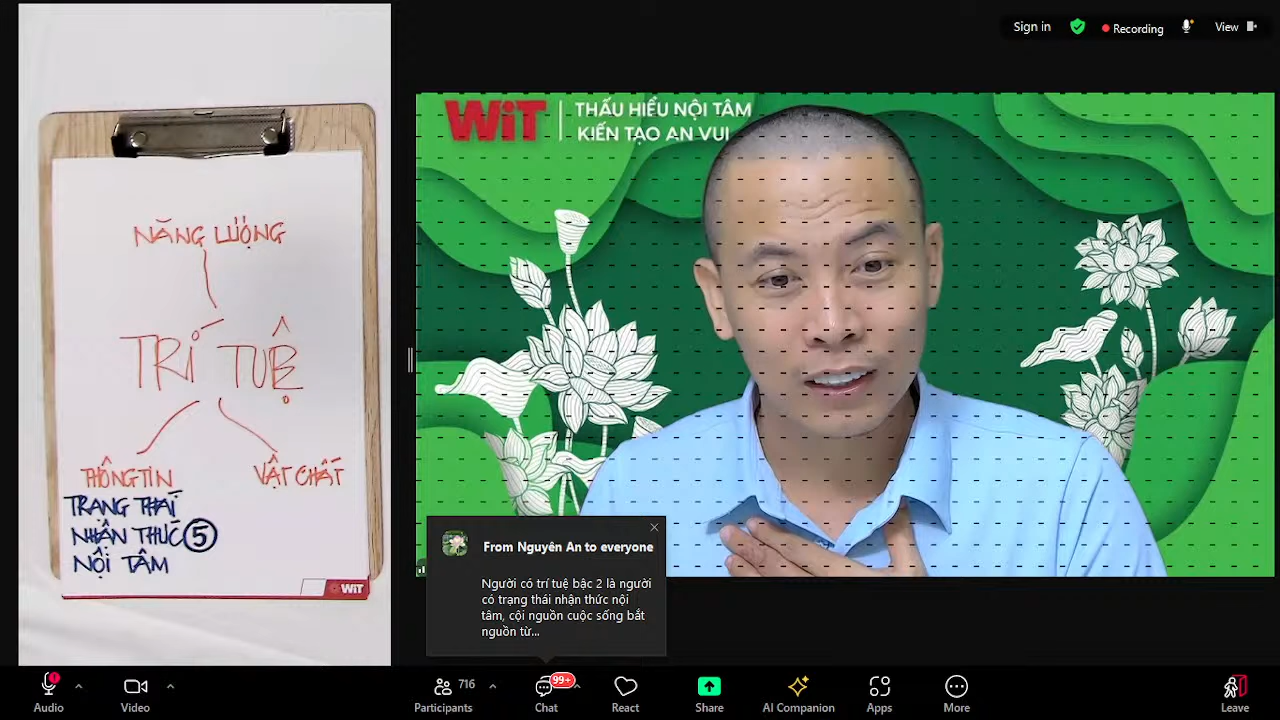 Sign in
Recording
View
NĂNG LƯỢNG
TRÍ TUỆ
THÔNG TIN
VẬT CHẤT
TRẠNG THÁI
NHẬN THỨC 5
NỘI TÂM
WiT
WiT
THẤU HIỂU NỘI TÂM
KIẾN TẠO AN VUI
From Nguyên An to everyone
Người có trí tuệ bậc 2 là người
có trạng thái nhận thức nội
tâm, cội nguồn cuộc sống bắt
nguồn từ...
Audio
Video
716
Participants
99+
Chat
React
Share
AI Companion
Apps
More
Leave